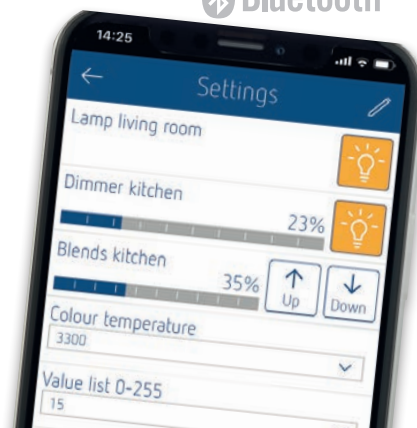 Bluetooth
14:25
Settings
Lamp living room
Dimmer kitchen
23%
Blends kitchen
35%
Up
Down
Colour temperature
3300
Value list 0-255
15